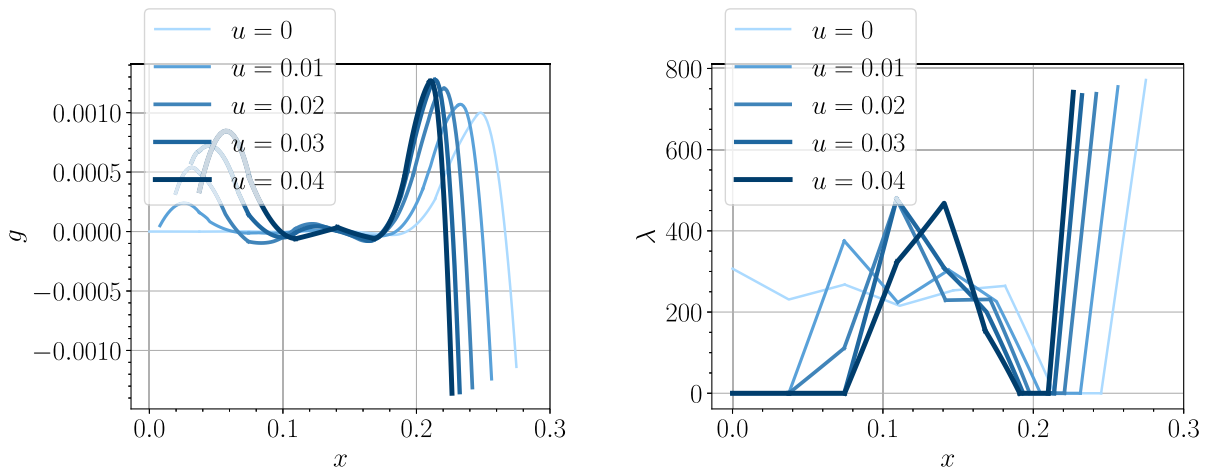 u = 0
u = 0.01
u = 0.02
u = 0.03
u = 0.04
0.0010
0.0005
0.0000
−0.0005
−0.0010
g
0.0 0.1 0.2 0.3
x
u = 0
u = 0.01
u = 0.02
u = 0.03
u = 0.04
800
600
400
200
0
λ
0.0 0.1 0.2 0.3
x